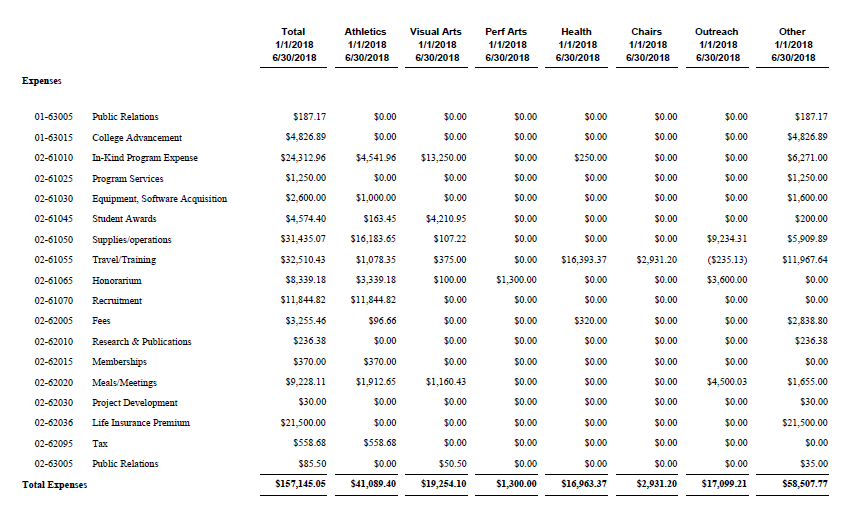 Total Athletics Visual Arts Perf Arts Health Chairs Outreach Other
1/1/2018 1/1/2018 1/1/2018 1/1/2018 1/1/2018 1/1/2018 1/1/2018 1/1/2018
6/30/2018 6/30/2018 6/30/2018 6/30/2018 6/30/2018 6/30/2018 6/30/2018 6/30/2018
Expenses
01-63005 Public Relations $187.17 $0.00 $0.00 $0.00 $0.00 $0.00 $0.00 $187.17
01-63015 College Advancement $4,826.89 $0.00 $0.00 $0.00 $0.00 $0.00 $0.00 $4,826.89
02-61010 In-Kind Program Expense $24,312.96 $4,541.96 $13,250.00 $0.00 $250.00 $0.00 $0.00 $6,271.00
02-61025 Program Services $1,250.00 $0.00 $0.00 $0.00 $0.00 $0.00 $0.00 $1,250.00
02-61030 Equipment, Software Acquisition $2,600.00 $1,000.00 $0.00 $0.00 $0.00 $0.00 $0.00 $1,600.00
02-61045 Student Awards $4,574.40 $163.45 $4,210.95 $0.00 $0.00 $0.00 $0.00 $200.00
02-61050 Supplies/operations $31,435.07 $16,183.65 $107.22 $0.00 $0.00 $0.00 $9,234.31 $5,909.89
02-61055 Travel/Training $32,510.43 $1,078.35 $375.00 $0.00 $16,393.37 $2,931.20 ($235.13) $11,967.64
02-61065 Honorarium $8,339.18 $3,339.18 $100.00 $1,300.00 $0.00 $0.00 $3,600.00 $0.00
02-61070 Recruitment $11,844.82 $11,844.82 $0.00 $0.00 $0.00 $0.00 $0.00 $0.00
02-62005 Fees $3,255.46 $96.66 $0.00 $0.00 $320.00 $0.00 $0.00 $2,838.80
02-62010 Research & Publications $236.38 $0.00 $0.00 $0.00 $0.00 $0.00 $0.00 $236.38
02-62015 Memberships $370.00 $370.00 $0.00 $0.00 $0.00 $0.00 $0.00 $0.00
02-62020 Meals/Meetings $9,228.11 $1,912.65 $1,160.43 $0.00 $0.00 $0.00 $4,500.03 $1,655.00
02-62030 Project Development $30.00 $0.00 $0.00 $0.00 $0.00 $0.00 $0.00 $30.00
02-62036 Life Insurance Premium $21,500.00 $0.00 $0.00 $0.00 $0.00 $0.00 $0.00 $21,500.00
02-62095 Tax $558.68 $558.68 $0.00 $0.00 $0.00 $0.00 $0.00 $0.00
02-63005 Public Relations $85.50 $0.00 $50.50 $0.00 $0.00 $0.00 $0.00 $35.00
Total Expenses $157,145.05 $41,089.40 $19,254.10 $1,300.00 $16,963.37 $2,931.20 $17,099.21 $58,507.77